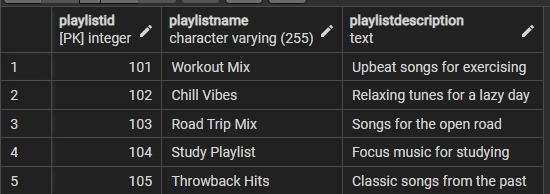 playlistid playlistname playlistdescription
[PK] integer character varying (255) text
1 101 Workout Mix Upbeat songs for exercising
2 102 Chill Vibes Relaxing tunes for a lazy day
3 103 Road Trip Mix Songs for the open road
4 104 Study Playlist Focus music for studying
5 105 Throwback Hits Classic songs from the past